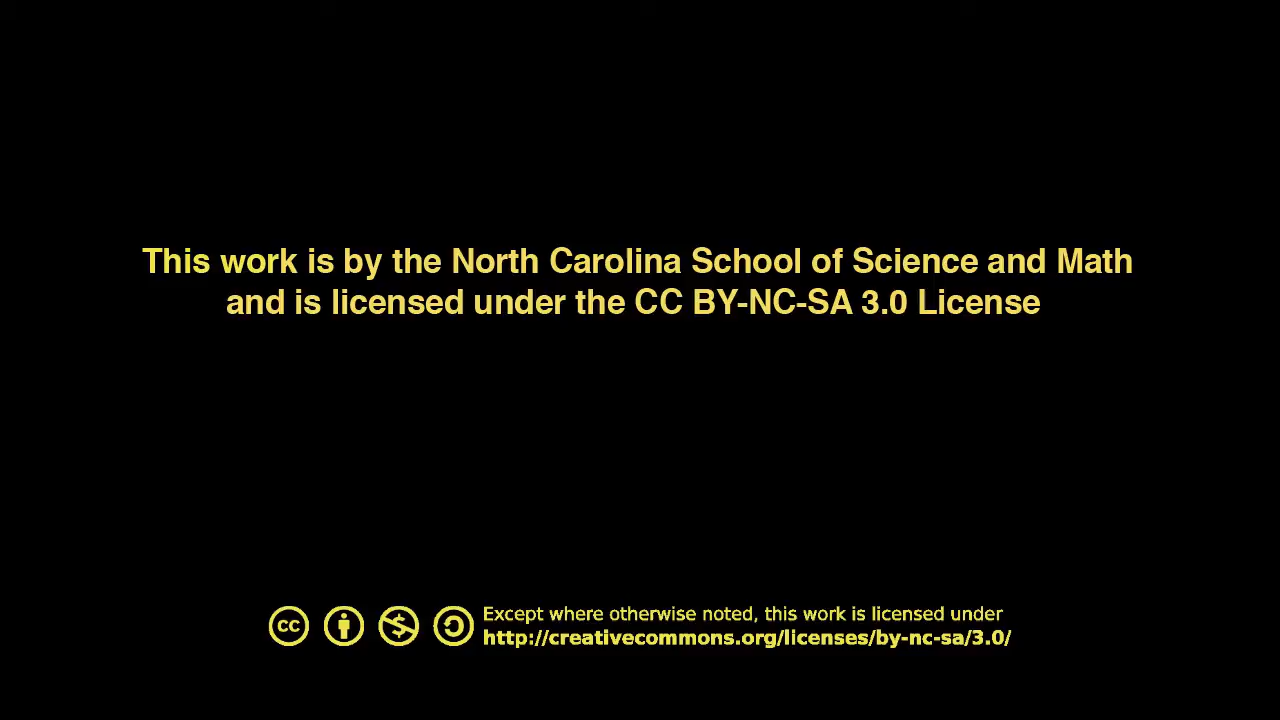 This work is by the North Carolina School of Science and Math
and is licensed under the CC BY-NC-SA 3.0 License
cc
Except where otherwise noted, this work is licensed under
http://creativecommons.org/licenses/by-nc-sa/3.0/